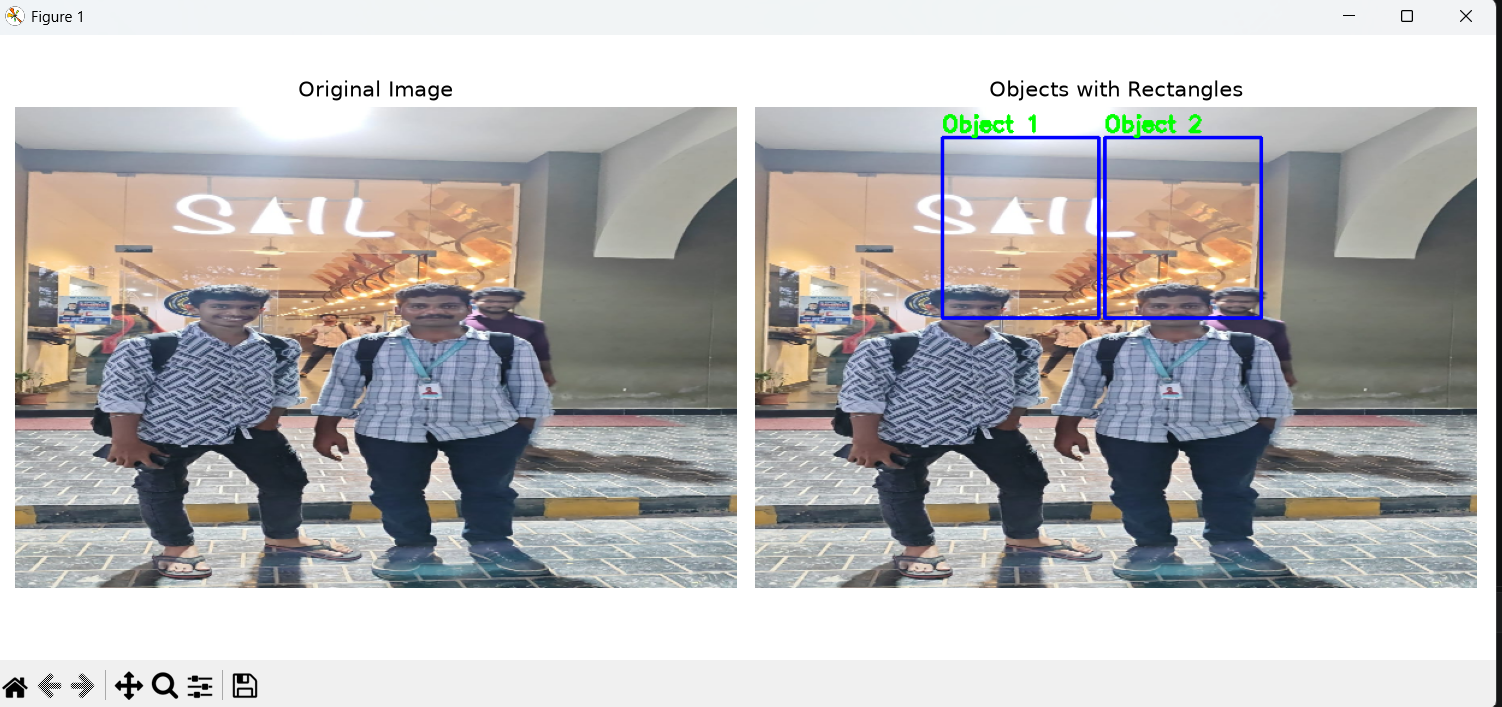 Figure 1
Original Image
Objects with Rectangles
SAIL
Object 1 Object 2
SAIL